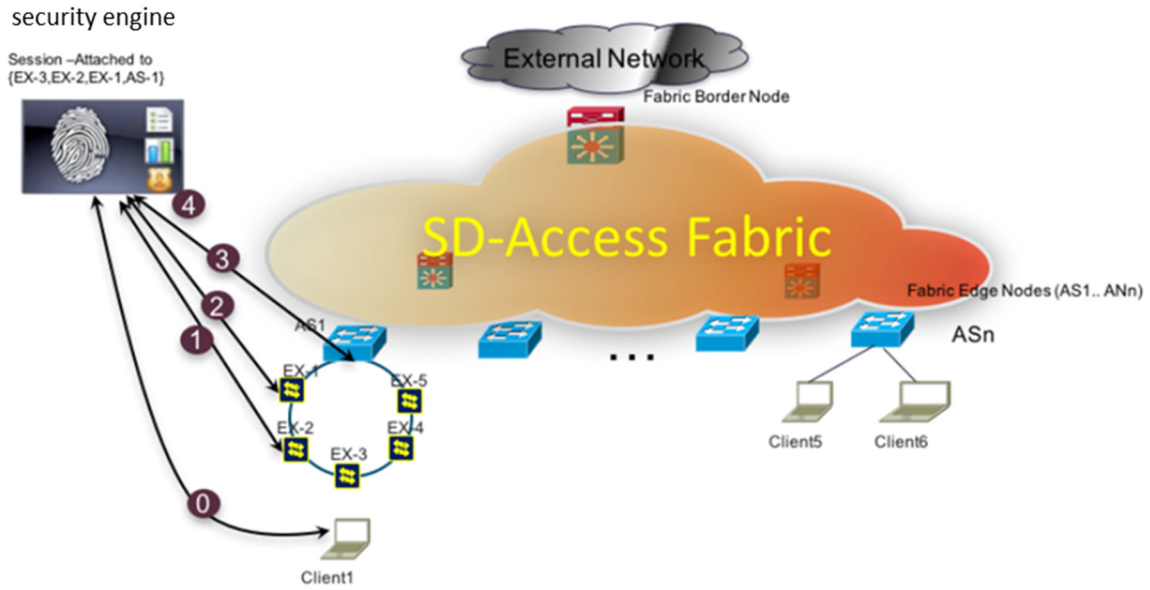 security engine
Session –Attached to
{EX-3,EX-2,EX-1,AS-1}
External Network
Fabric Border Node
4
SD-Access Fabric
3
Fabric Edge Nodes (AS1.. ANn)
2
AS1
1
ASn
...
EX-1
EX-5
EX-2
EX-4
Client5
Client6
EX-3
0
Client1